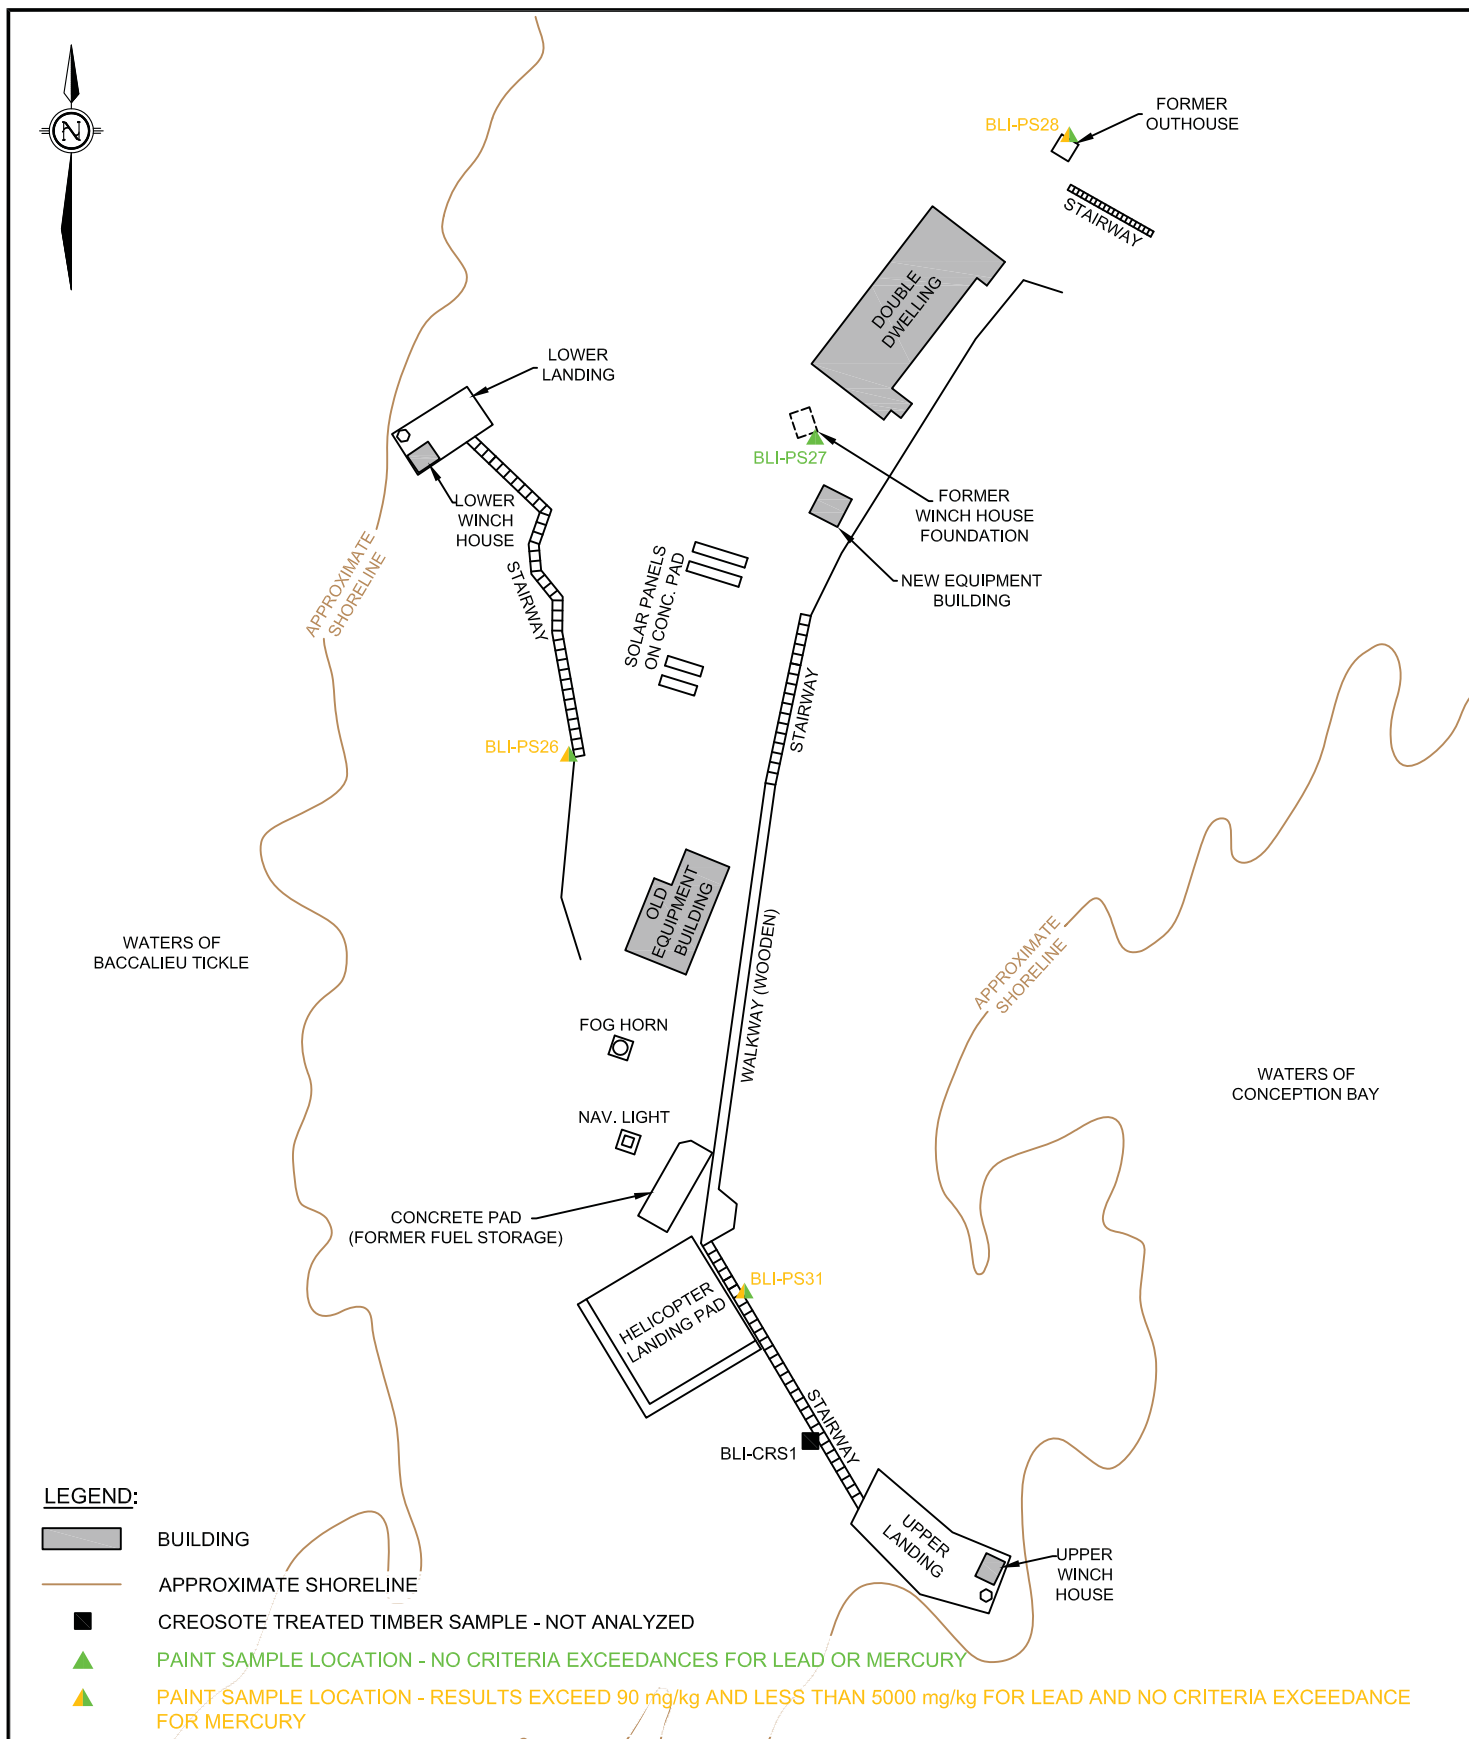 N
BLI-PS28
FORMER
OUTHOUSE
STAIRWAY
DOUBLE
DWELLING
LOWER
LANDING
BLI-PS27
LOWER
WINCH
HOUSE
FORMER
WINCH HOUSE
FOUNDATION
APPROXIMATE
SHORELINE
STAIRWAY
SOLAR PANELS
ON CONC. PAD
NEW EQUIPMENT
BUILDING
STAIRWAY
BLI-PS26
OLD
EQUIPMENT
BUILDING
WATERS OF
BACCALIEU TICKLE
WALKWAY (WOODEN)
APPROXIMATE
SHORELINE
FOG HORN
WATERS OF
CONCEPTION BAY
NAV. LIGHT
CONCRETE PAD
(FORMER FUEL STORAGE)
BLI-PS31
HELICOPTER
LANDING PAD
STAIRWAY
BLI-CRS1
UPPER
LANDING
UPPER
WINCH
HOUSE
LEGEND:
BUILDING
APPROXIMATE SHORELINE
CREOSOTE TREATED TIMBER SAMPLE - NOT ANALYZED
PAINT SAMPLE LOCATION - NO CRITERIA EXCEEDANCES FOR LEAD OR MERCURY
PAINT SAMPLE LOCATION - RESULTS EXCEED 90 mg/kg AND LESS THAN 5000 mg/kg FOR LEAD AND NO CRITERIA EXCEEDANCE
FOR MERCURY